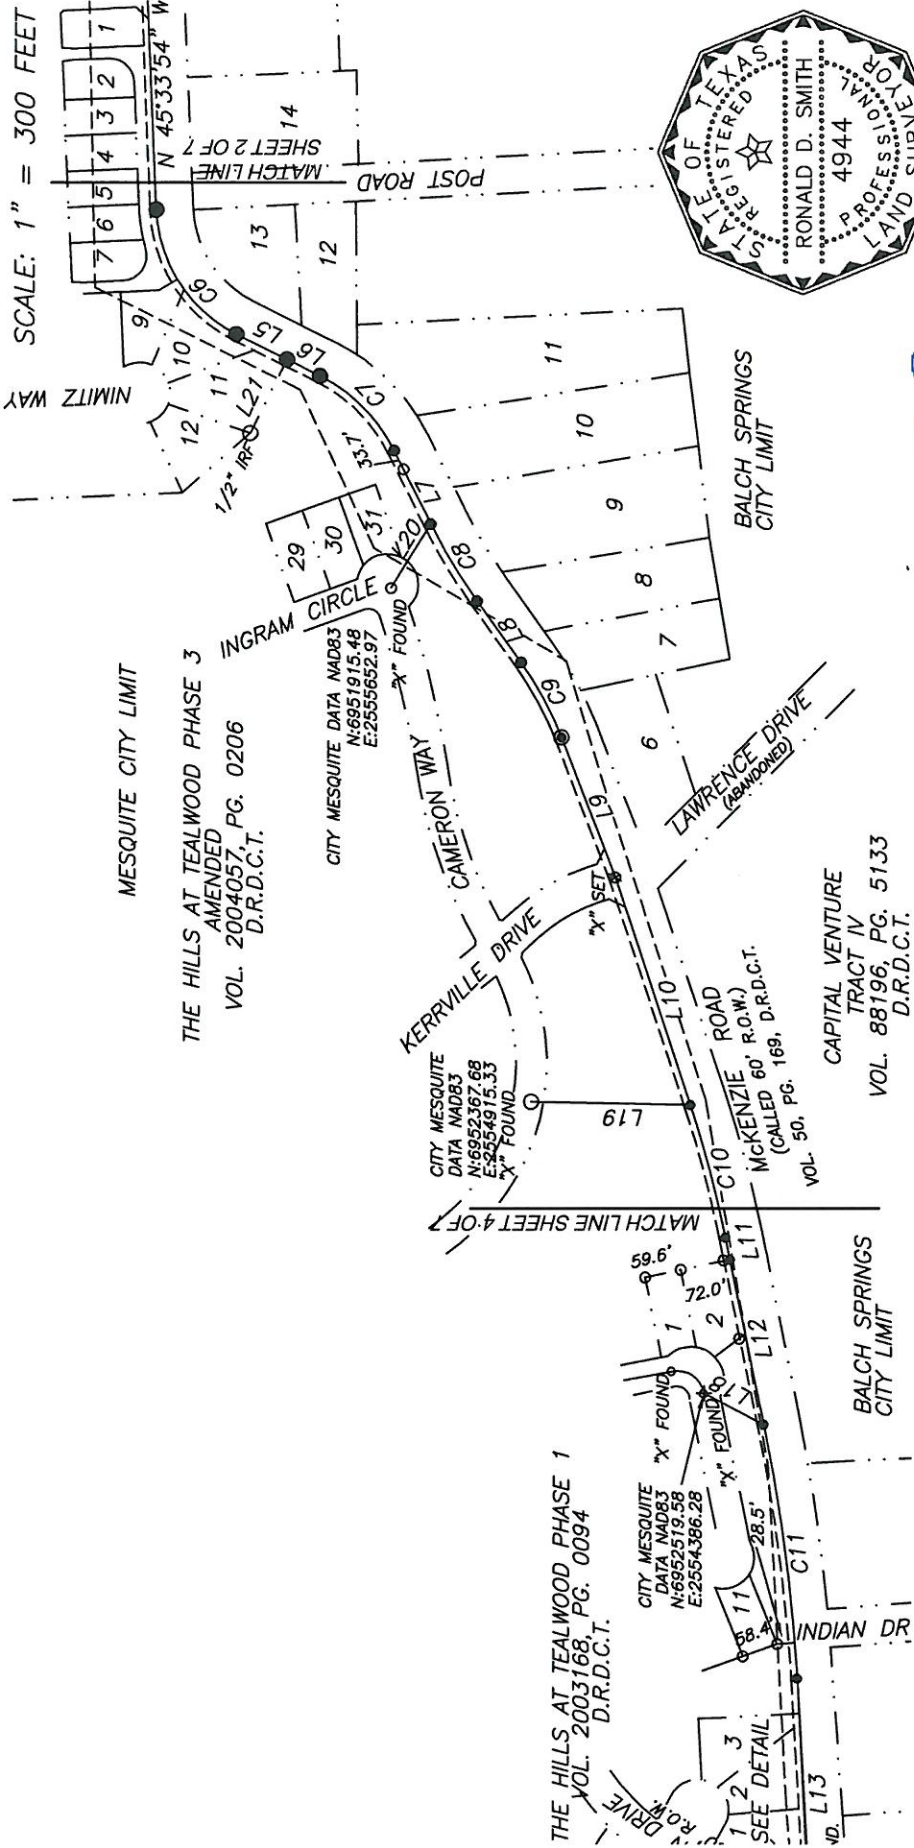 SCALE: 1" = 300 FEET
1
2
3
4
5
6
7
N 45°33'54" W
MATCH LINE
SHEET 2 OF 7
14
13
12
POST ROAD
STATE OF TEXAS
REGISTERED
RONALD D. SMITH
4944
PROFESSIONAL
LAND SURVEYOR
NIMITZ WAY
9
10
11
12
C6
L5
L6
L21
1/2" IRF
C7
33.1'
L7
11
10
9
8
7
6
BALCH SPRINGS
CITY LIMIT
29
30
31
INGRAM CIRCLE
L20
C8
L8
C9
MESQUITE CITY LIMIT
THE HILLS AT TEALWOOD PHASE 3
AMENDED
VOL. 2004057, PG. 0206
D.R.D.C.T.
CITY MESQUITE DATA NAD83
N:6951915.48
E:2555652.97
"X" FOUND
CAMERON WAY
L9
LAWRENCE DRIVE
(ABANDONED)
KERRVILLE DRIVE
"X" SET
L10
CITY MESQUITE
DATA NAD83
N:6952367.68
E:2554915.33
"X" FOUND
L19
C10
McKENZIE ROAD
(CALLED 60' R.O.W.)
VOL. 50, PG. 169, D.R.D.C.T.
CAPITAL VENTURE
TRACT IV
VOL. 88196, PG. 5133
D.R.D.C.T.
MATCH LINE SHEET 4 OF 7
L11
59.6'
72.0'
1
2
L12
L18
"X" FOUND
"X" FOUND
CITY MESQUITE
DATA NAD83
N:6952519.58
E:2554386.28
BALCH SPRINGS
CITY LIMIT
THE HILLS AT TEALWOOD PHASE 1
VOL. 2003168, PG. 0094
D.R.D.C.T.
28.5'
C11
11
58.4'
INDIAN DR
DRIVE
R.O.W.
1
2
3
SEE DETAIL
L13
ND.